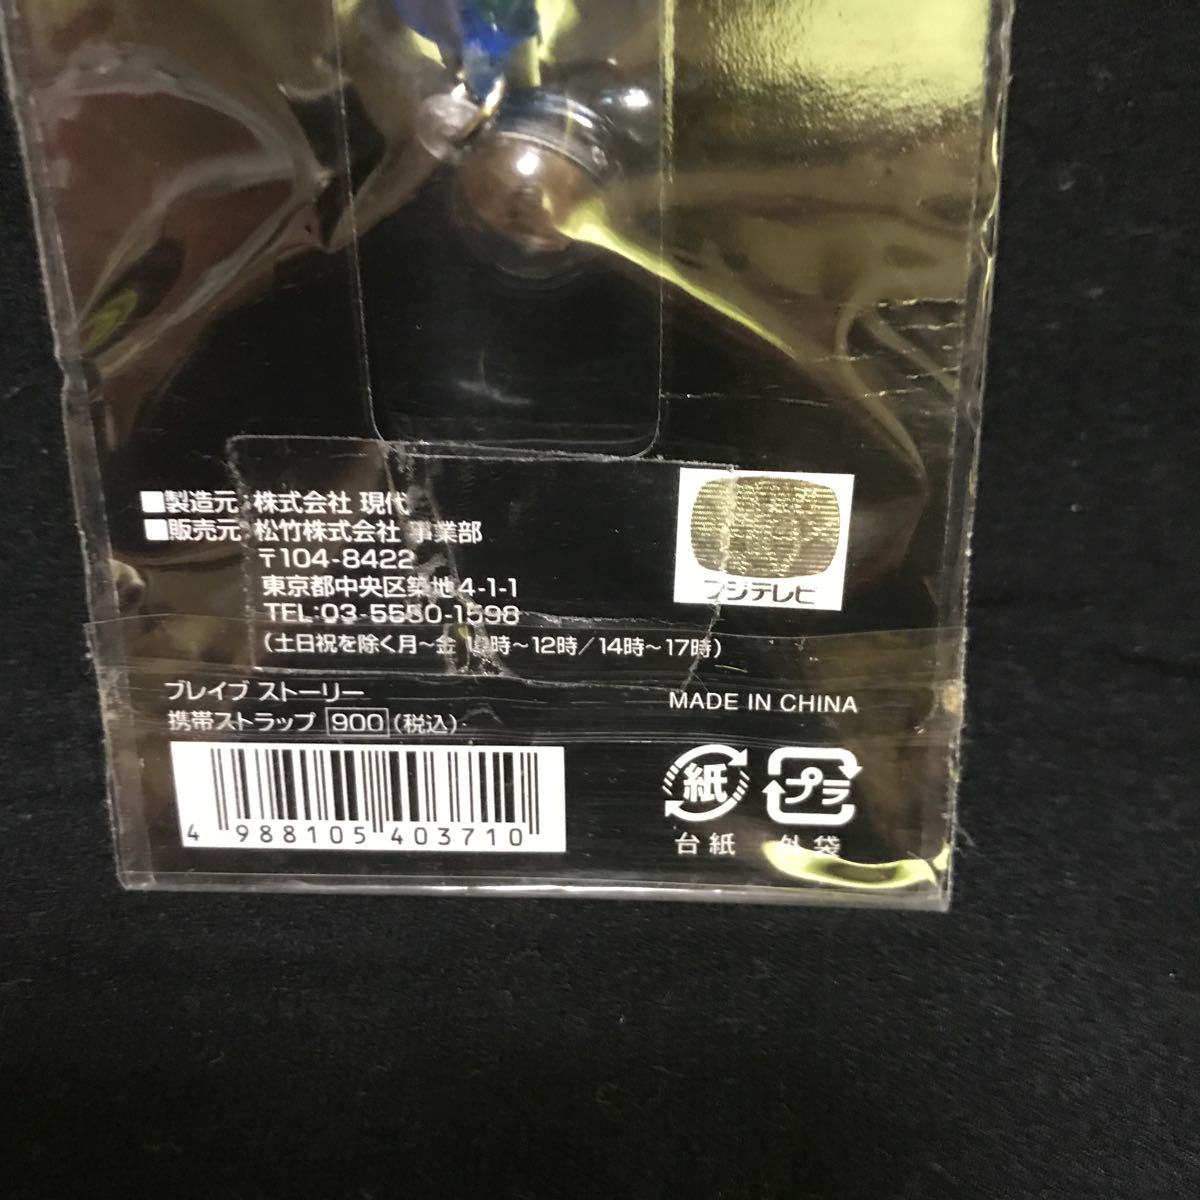 ■製造元:株式会社 現代
■販売元:松竹株式会社 事業部
〒104-8422
東京都中央区築地4-1-1
TEL:03-5550-1598
(土日祝を除く月〜金 10時〜12時/14時〜17時)
フジテレビ
ブレイブ ストーリー
携帯ストラップ 900(税込)
MADE IN CHINA
4 988105 403710
紙
台紙
プラ
外袋